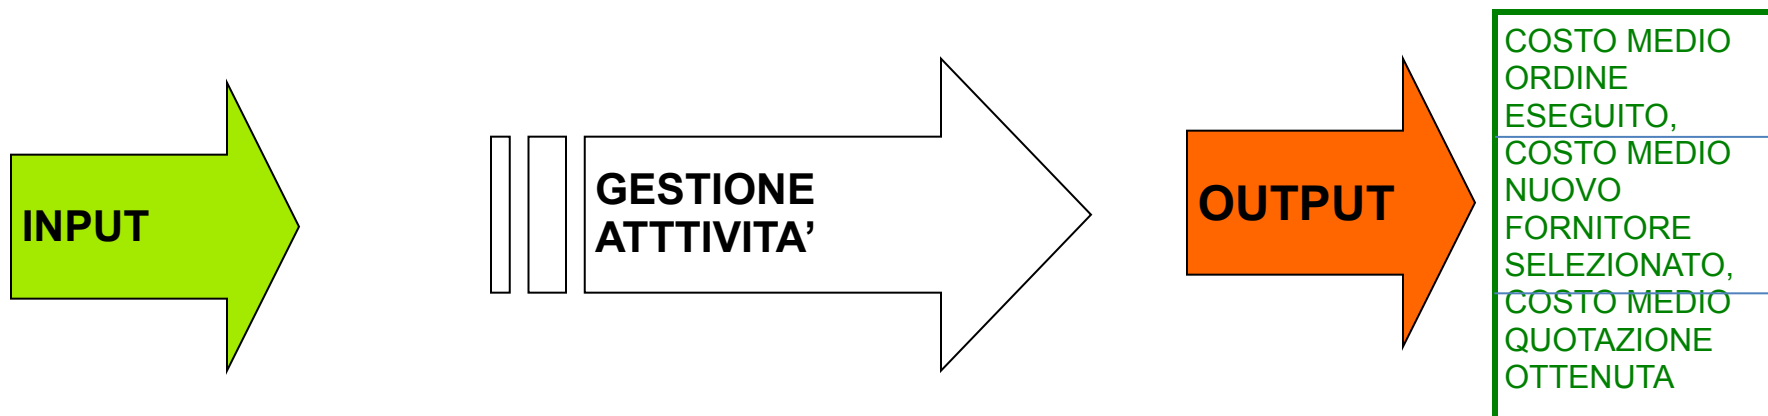 INPUT
GESTIONE
ATTTIVITA’
OUTPUT
COSTO MEDIO
ORDINE
ESEGUITO,
COSTO MEDIO
NUOVO
FORNITORE
SELEZIONATO,
COSTO MEDIO
QUOTAZIONE
OTTENUTA